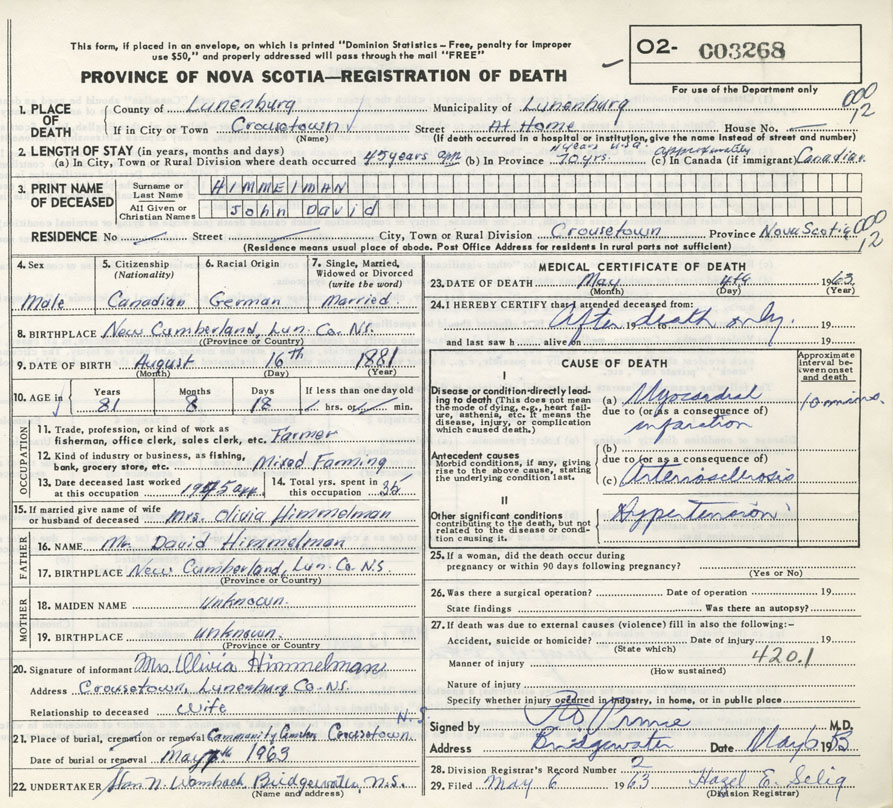 This form, if placed in an envelope, on which is printed "Dominion Statistics – Free, penalty for improper
use $50," and properly addressed will pass through the mail "FREE"
PROVINCE OF NOVA SCOTIA—REGISTRATION OF DEATH
02- 003268
For use of the Department only
1. PLACE OF DEATH
County of Lunenburg Municipality of Lunenburg 000
If in City or Town Crousetown Street At Home House No. 12
(Name) (If death occurred in a hospital or institution, give the name instead of street and number)
2. LENGTH OF STAY (in years, months and days) years U.S.A. approximately
(a) In City, Town or Rural Division where death occurred 45 years app (b) In Province 70 yrs. (c) In Canada (if immigrant) Canadian
3. PRINT NAME OF DECEASED
Surname or Last Name HIMMELMAN
All Given or Christian Names John David
000
RESIDENCE No. Street City, Town or Rural Division Crousetown Province Nova Scotia 12
(Residence means usual place of abode. Post Office Address for residents in rural parts not sufficient)
4. Sex 5. Citizenship (Nationality) 6. Racial Origin 7. Single, Married, Widowed or Divorced (write the word)
Male Canadian German Married
8. BIRTHPLACE New Cumberland, Lun. Co. N.S.
(Province or Country)
9. DATE OF BIRTH August 16th 1881
(Month) (Day) (Year)
10. AGE in Years Months Days If less than one day old
81 8 18 hrs. or min.
OCCUPATION
11. Trade, profession, or kind of work as
fisherman, office clerk, sales clerk, etc. Farmer
12. Kind of industry or business, as fishing,
bank, grocery store, etc. Mixed Farming
13. Date deceased last worked at this occupation 1945 app. 14. Total yrs. spent in this occupation 35
15. If married give name of wife
or husband of deceased Mrs. Olivia Himmelman
FATHER
16. NAME Mr. David Himmelman
17. BIRTHPLACE New Cumberland, Lun. Co. N.S.
(Province or Country)
MOTHER
18. MAIDEN NAME Unknown.
19. BIRTHPLACE unknown.
(Province or Country
20. Signature of informant Mrs. Olivia Himmelman
Address Crousetown, Lunenburg Co. N.S.
Relationship to deceased wife
21. Place of burial, cremation or removal Community Crousetown N.S.
Date of burial or removal May 7th 1963
22. UNDERTAKER Bridgewater, N.S.
(Name and address)
MEDICAL CERTIFICATE OF DEATH
23. DATE OF DEATH May 4th 1963
(Month) (Day) (Year)
24. I HEREBY CERTIFY that I attended deceased from:
After death only. 19 19
and last saw h alive on 19
CAUSE OF DEATH
Approximate interval between onset and death
I
Disease or condition directly leading to death (This does not mean the mode of dying, e.g., heart failure, asthenia, etc. It means the disease, injury, or complication which caused death.)
(a) Myocardial 10 mins.
due to (or as a consequence of)
infarction
Antecedent causes
Morbid conditions, if any, giving rise to the above cause, stating the underlying condition last.
(b)
due to (or as a consequence of)
(c) Arteriosclerosis
II
Other significant conditions
contributing to the death, but not related to the disease or condition causing it.
Hypertension
25. If a woman, did the death occur during
pregnancy or within 90 days following pregnancy?
(Yes or No)
26. Was there a surgical operation? Date of operation 19
State findings Was there an autopsy?
27. If death was due to external causes (violence) fill in also the following:-
Accident, suicide or homicide? Date of injury 19
(State which)
Manner of injury 420.1
(How sustained)
Nature of injury
Specify whether injury occurred in industry, in home, or in public place
Signed by M.D.
Address Bridgewater Date May 6 1963
28. Division Registrar's Record Number 2
29. Filed May 6 1963 Hazel E. Selig
(Division Registrar)